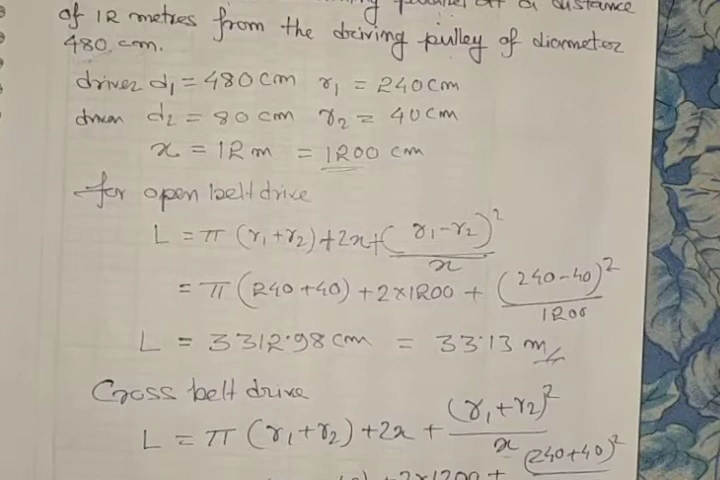 of 12 metres from the driving pulley of diameter
480 cm.
driver d₁ = 480 cm r₁ = 240 cm
driven d₂ = 80 cm r₂ = 40 cm
x = 12 m = 1200 cm
for open belt drive
L = π (r₁+r₂) + 2x + (r₁-r₂)²/x
= π (240+40) + 2×1200 + (240-40)²/1200
L = 3312.98 cm = 33.13 m
Cross belt drive
L = π (r₁+r₂) + 2x + (r₁+r₂)²/x
2×1200 + (240+40)²